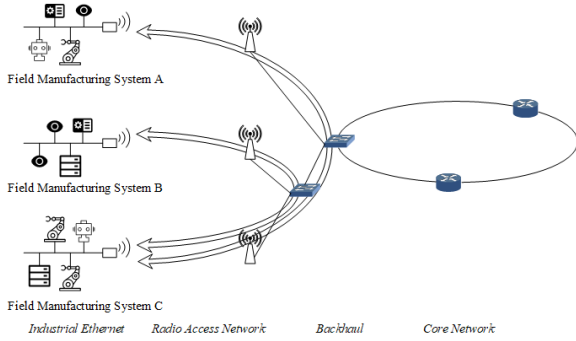 Field Manufacturing System A
Field Manufacturing System B
Field Manufacturing System C
Industrial Ethernet Radio Access Network Backhaul Core Network